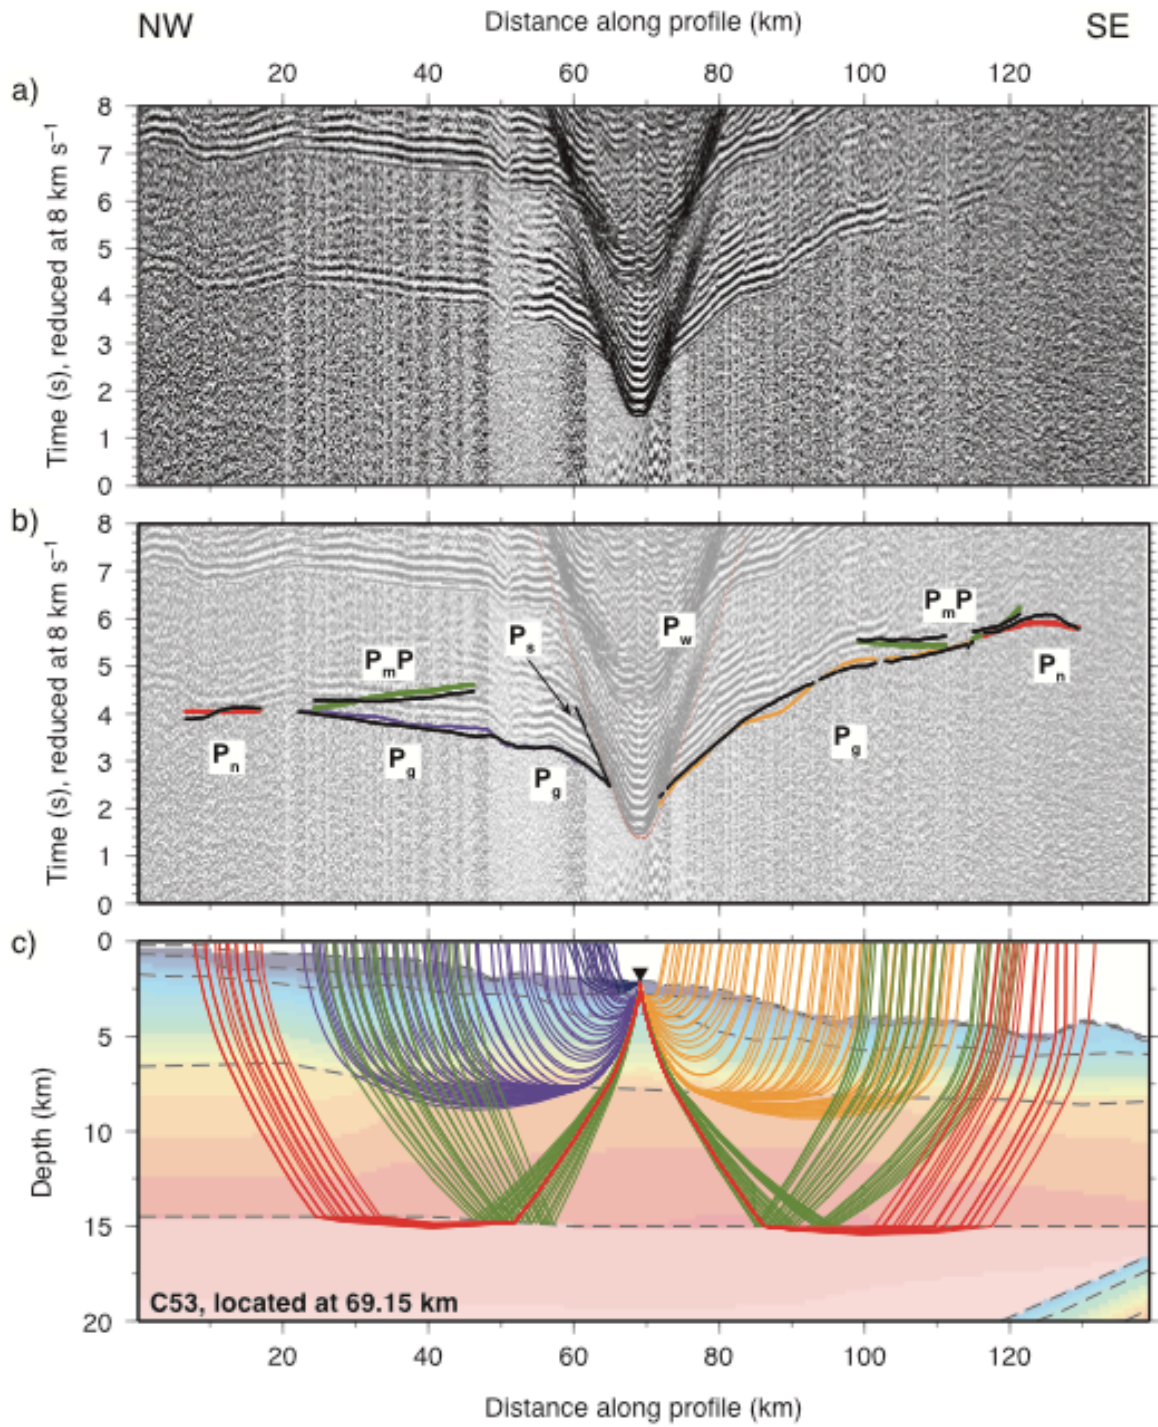 NW Distance along profile (km) SE
20 40 60 80 100 120
a)
Time (s), reduced at 8 km s⁻¹
8
7
6
5
4
3
2
1
0
b)
Time (s), reduced at 8 km s⁻¹
8
7
6
5
4
3
2
1
0
PmP
Ps
Pw
PmP
Pn
Pn
Pg
Pg
Pg
c)
Depth (km)
0
5
10
15
20
C53, located at 69.15 km
20 40 60 80 100 120
Distance along profile (km)